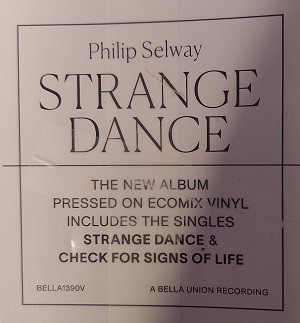 Philip Selway
STRANGE
DANCE
THE NEW ALBUM
PRESSED ON ECOMIX VINYL
INCLUDES THE SINGLES
STRANGE DANCE &
CHECK FOR SIGNS OF LIFE
BELLA1390V A BELLA UNION RECORDING